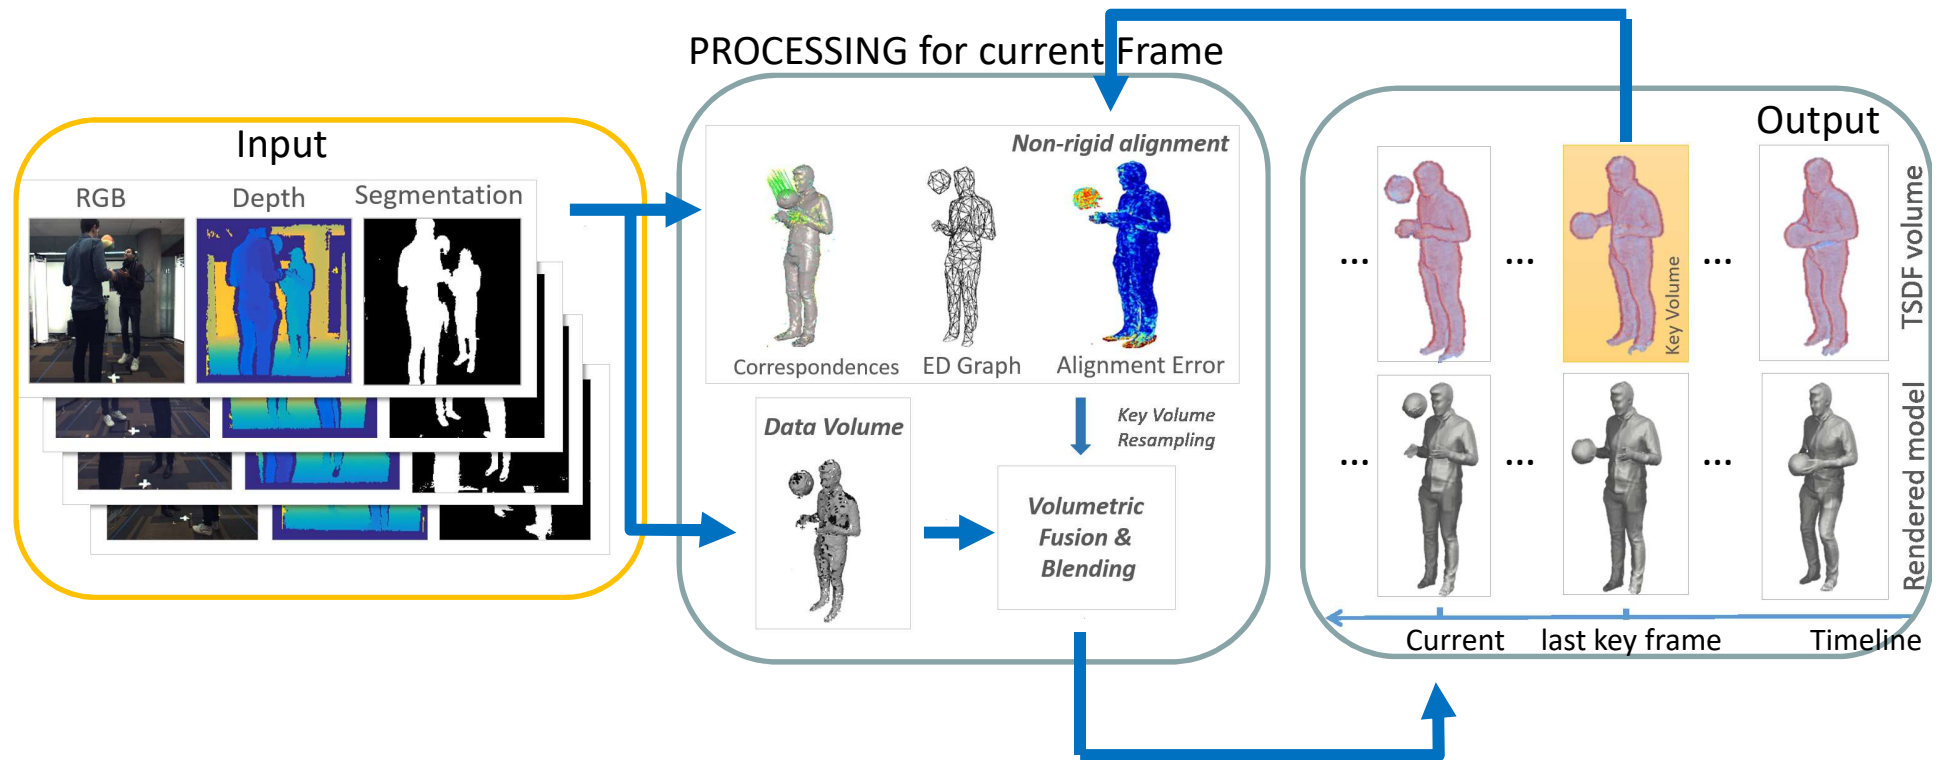 PROCESSING for current Frame
Input
RGB
Depth
Segmentation
Non-rigid alignment
Correspondences
ED Graph
Alignment Error
Key Volume
Resampling
Data Volume
Volumetric
Fusion &
Blending
Output
...
...
...
Key Volume
TSDF volume
...
...
...
Rendered model
Current
last key frame
Timeline